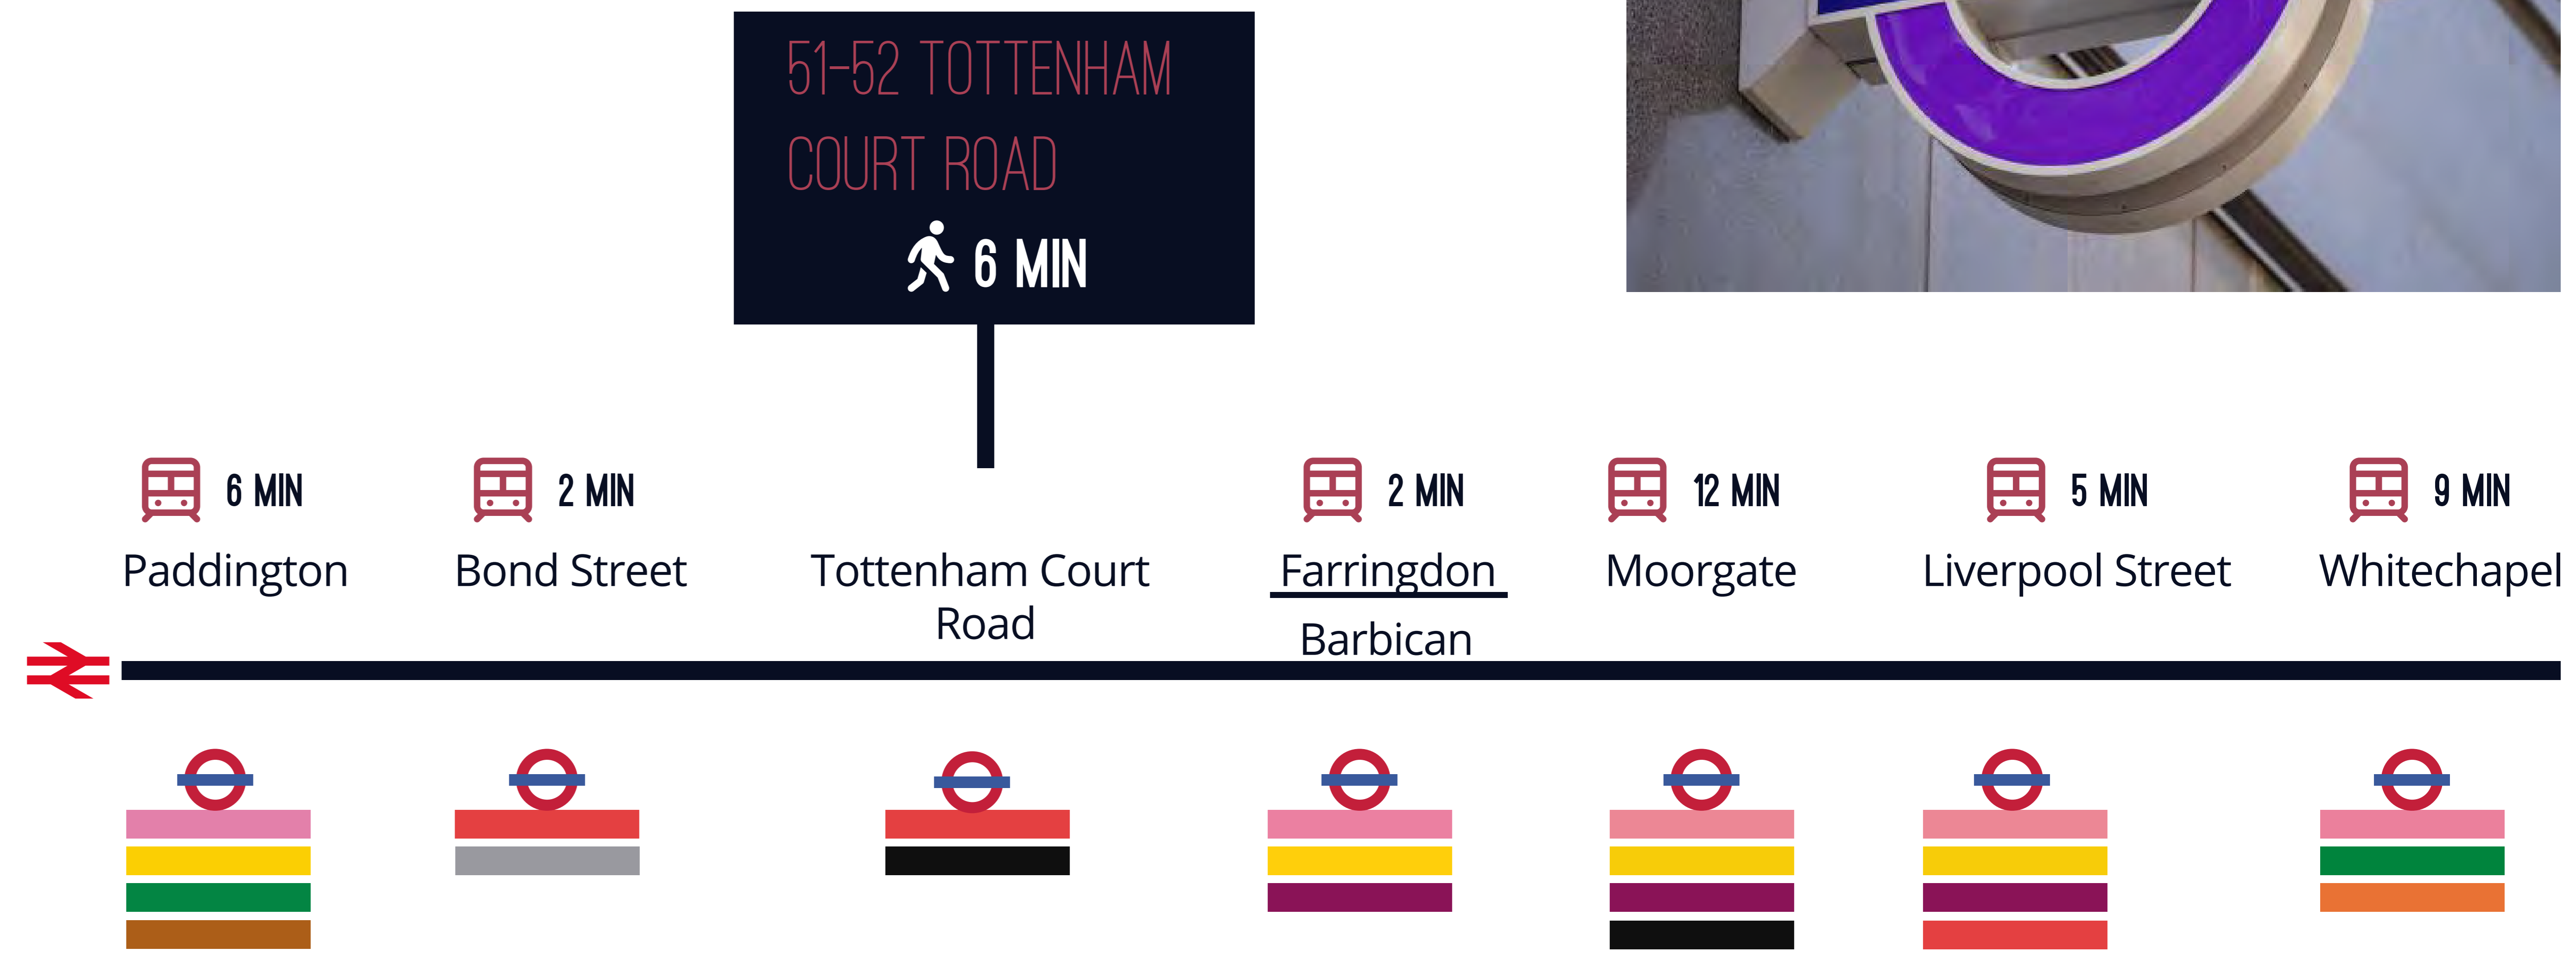 51-52 TOTTENHAM
COURT ROAD
6 MIN
6 MIN
2 MIN
2 MIN
12 MIN
5 MIN
9 MIN
Paddington
Bond Street
Tottenham Court
Road
Farringdon
Barbican
Moorgate
Liverpool Street
Whitechapel